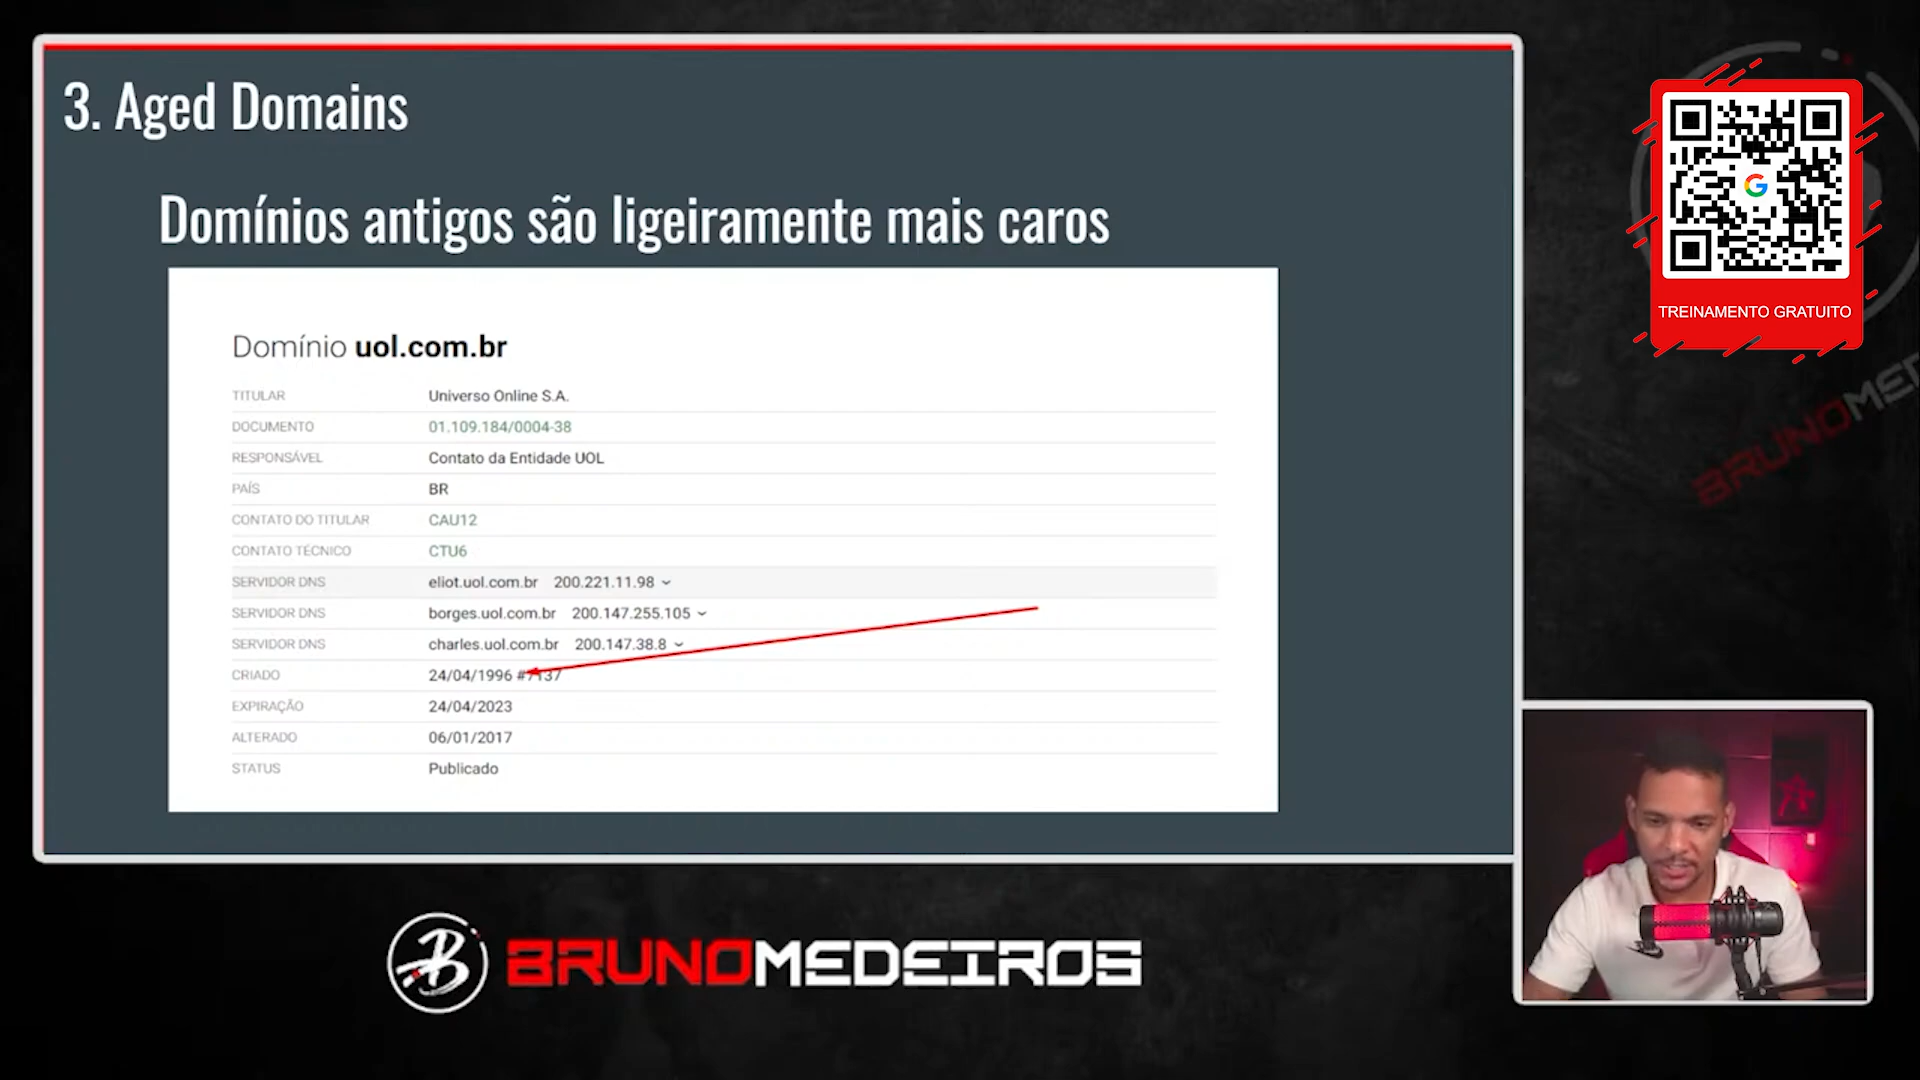 3. Aged Domains
Domínios antigos são ligeiramente mais caros
Domínio uol.com.br
TITULAR Universo Online S.A.
DOCUMENTO 01.109.184/0004-38
RESPONSÁVEL Contato da Entidade UOL
PAÍS BR
CONTATO DO TITULAR CAU12
CONTATO TÉCNICO CTU6
SERVIDOR DNS eliot.uol.com.br 200.221.11.98
SERVIDOR DNS borges.uol.com.br 200.147.255.105
SERVIDOR DNS charles.uol.com.br 200.147.38.8
CRIADO 24/04/1996 #7137
EXPIRAÇÃO 24/04/2023
ALTERADO 06/01/2017
STATUS Publicado
TREINAMENTO GRATUITO
BRUNOMED
BRUNOMEDEIROS